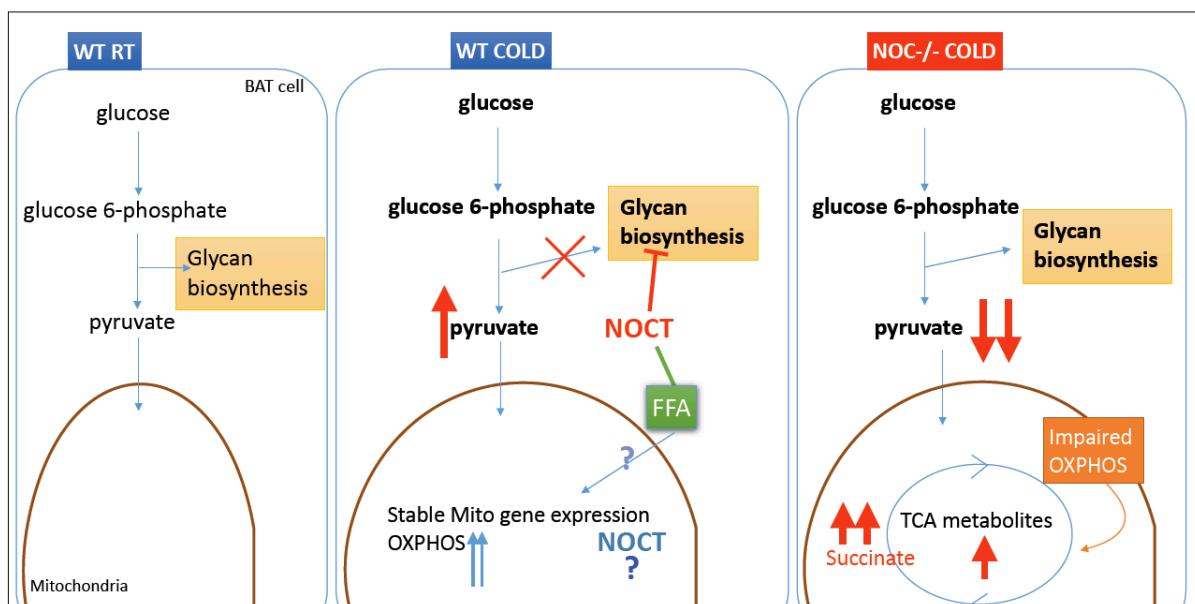 WT RT
BAT cell
glucose
glucose 6-phosphate
Glycan
biosynthesis
pyruvate
Mitochondria
WT COLD
glucose
glucose 6-phosphate
Glycan
biosynthesis
pyruvate
NOCT
FFA
?
Stable Mito gene expression
OXPHOS
NOCT
?
NOC-/- COLD
glucose
glucose 6-phosphate
Glycan
biosynthesis
pyruvate
Impaired
OXPHOS
TCA metabolites
Succinate